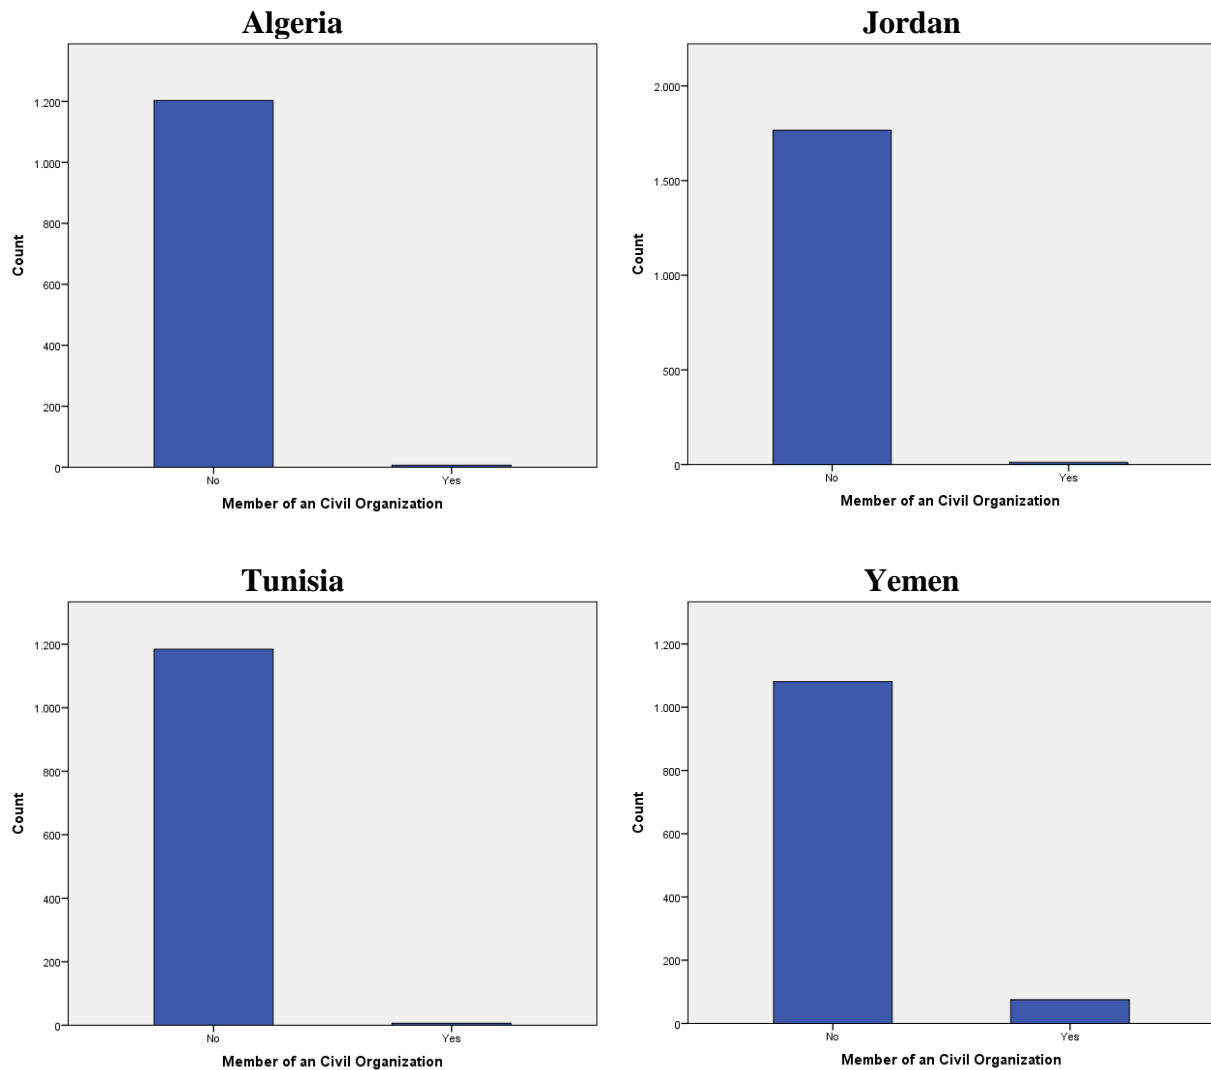 Algeria
Jordan
1.200
1.000
800
600
400
200
0
Count
No
Yes
Member of an Civil Organization
2.000
1.500
1.000
500
0
Count
No
Yes
Member of an Civil Organization
Tunisia
Yemen
1.200
1.000
800
600
400
200
0
Count
No
Yes
Member of an Civil Organization
1.200
1.000
800
600
400
200
0
Count
No
Yes
Member of an Civil Organization